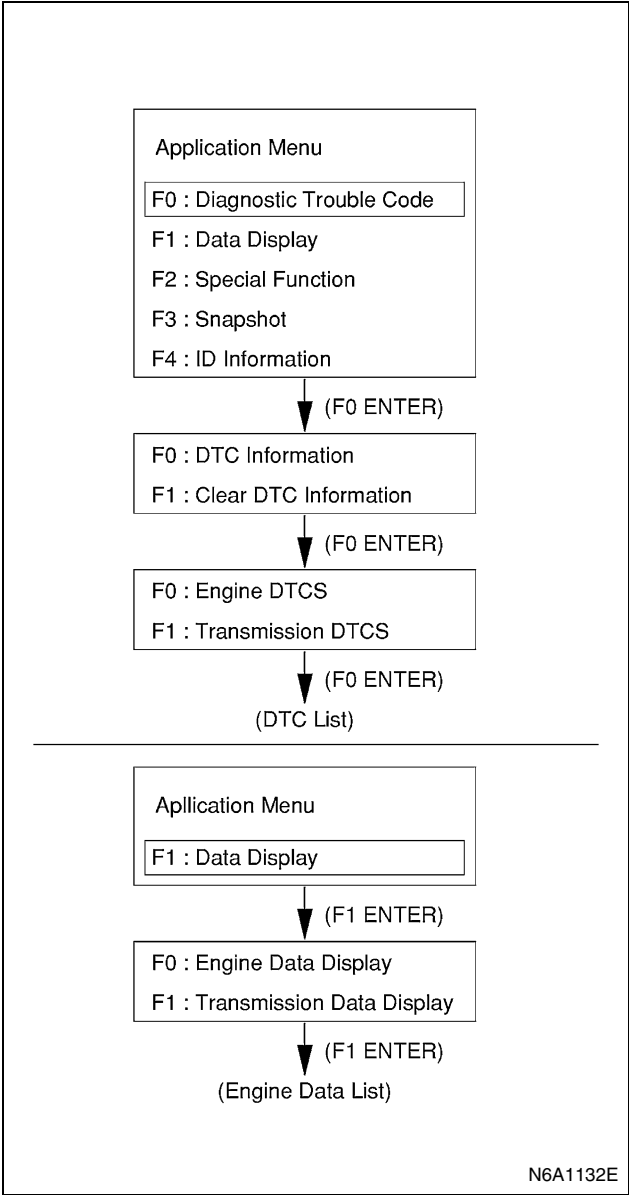 Application Menu
F0 : Diagnostic Trouble Code
F1 : Data Display
F2 : Special Function
F3 : Snapshot
F4 : ID Information
(F0 ENTER)
F0 : DTC Information
F1 : Clear DTC Information
(F0 ENTER)
F0 : Engine DTCS
F1 : Transmission DTCS
(F0 ENTER)
(DTC List)
Apllication Menu
F1 : Data Display
(F1 ENTER)
F0 : Engine Data Display
F1 : Transmission Data Display
(F1 ENTER)
(Engine Data List)
N6A1132E